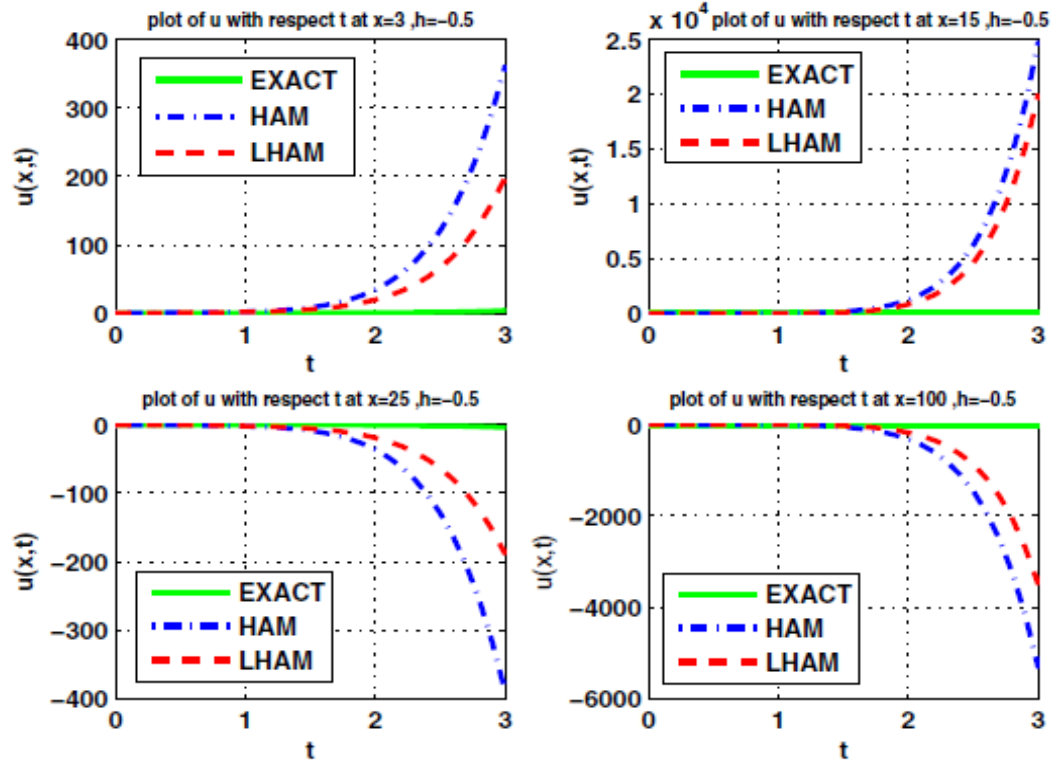 plot of u with respect t at x=3 ,h=-0.5
400
300
200
100
0
u(x,t)
EXACT
HAM
LHAM
0 1 2 3
t
x 10^4 plot of u with respect t at x=15 ,h=-0.5
2.5
2
1.5
1
0.5
0
u(x,t)
EXACT
HAM
LHAM
0 1 2 3
t
plot of u with respect t at x=25 ,h=-0.5
0
-100
-200
-300
-400
u(x,t)
EXACT
HAM
LHAM
0 1 2 3
t
plot of u with respect t at x=100 ,h=-0.5
0
-2000
-4000
-6000
u(x,t)
EXACT
HAM
LHAM
0 1 2 3
t